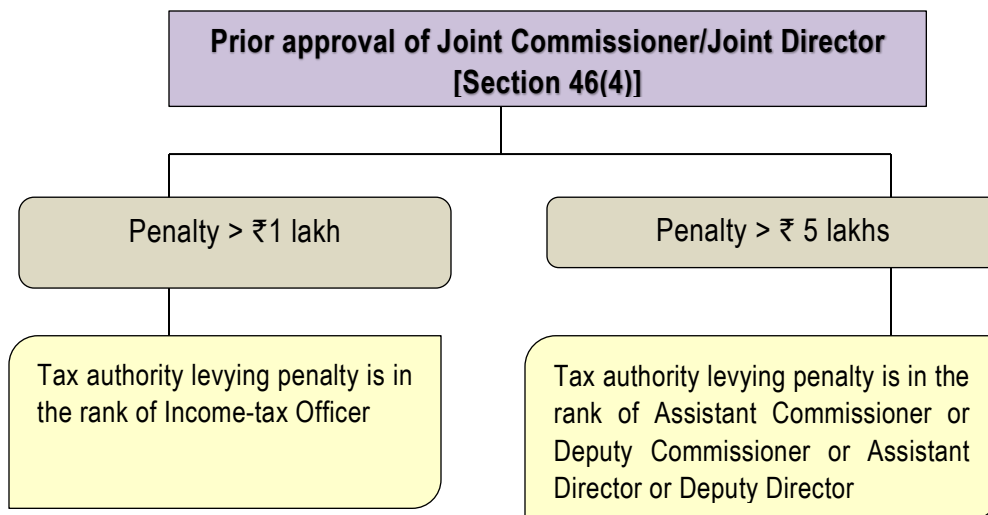 Prior approval of Joint Commissioner/Joint Director
[Section 46(4)]
Penalty > ₹1 lakh
Penalty > ₹ 5 lakhs
Tax authority levying penalty is in
the rank of Income-tax Officer
Tax authority levying penalty is in the
rank of Assistant Commissioner or
Deputy Commissioner or Assistant
Director or Deputy Director